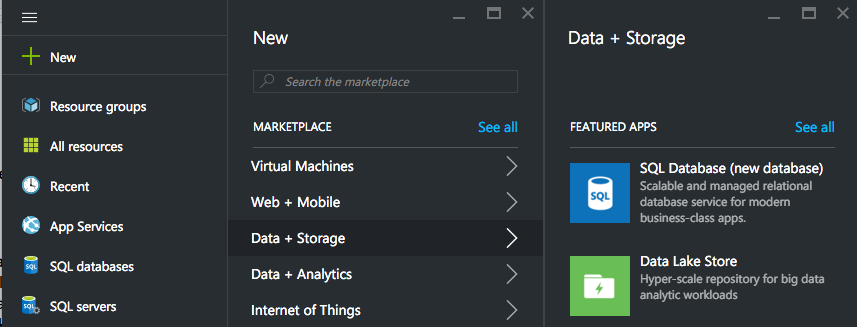 New
Resource groups
All resources
Recent
App Services
SQL databases
SQL servers
New
Search the marketplace
MARKETPLACE See all
Virtual Machines
Web + Mobile
Data + Storage
Data + Analytics
Internet of Things
Data + Storage
FEATURED APPS See all
SQL
SQL Database (new database)
Scalable and managed relational
database service for modern
business-class apps.
Data Lake Store
Hyper-scale repository for big data
analytic workloads